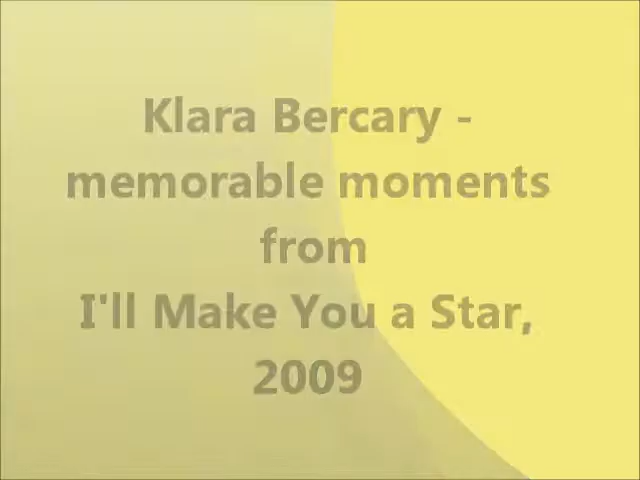 Klara Bercary -
memorable moments
from
I'll Make You a Star,
2009